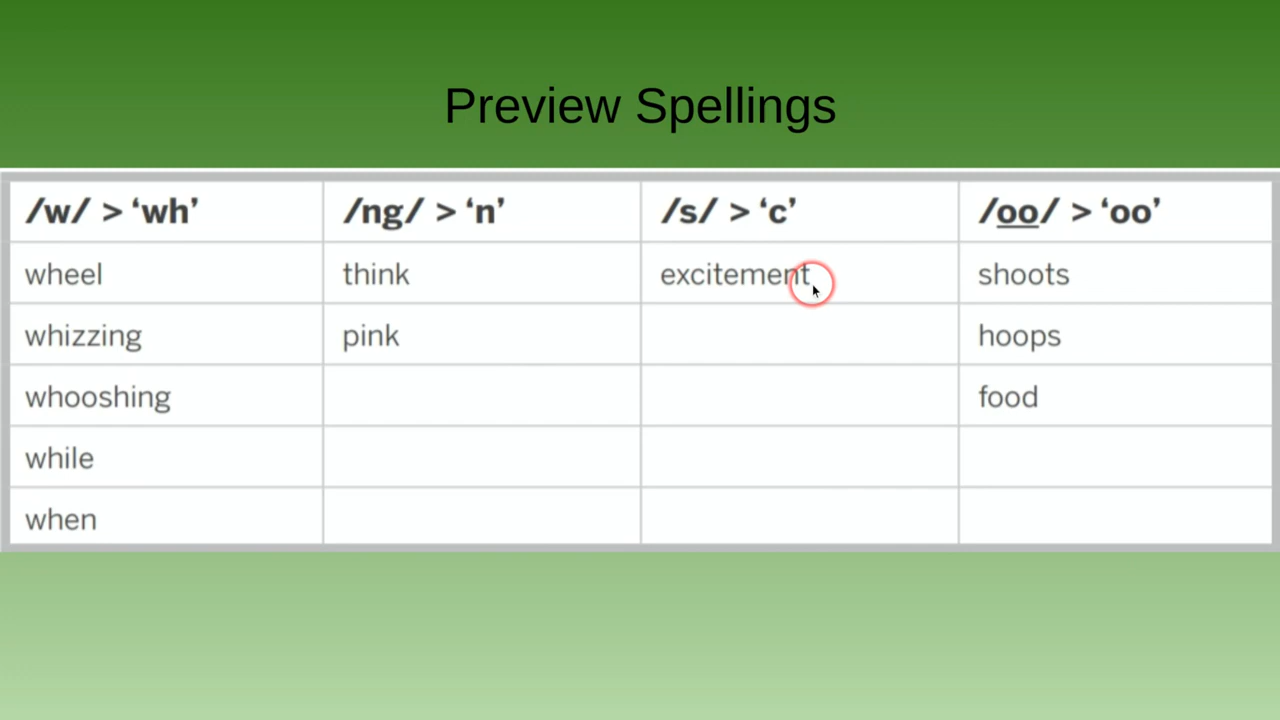 Preview Spellings
/w/ > ‘wh’ /ng/ > ‘n’ /s/ > ‘c’ /oo/ > ‘oo’
wheel think excitement shoots
whizzing pink hoops
whooshing food
while
when